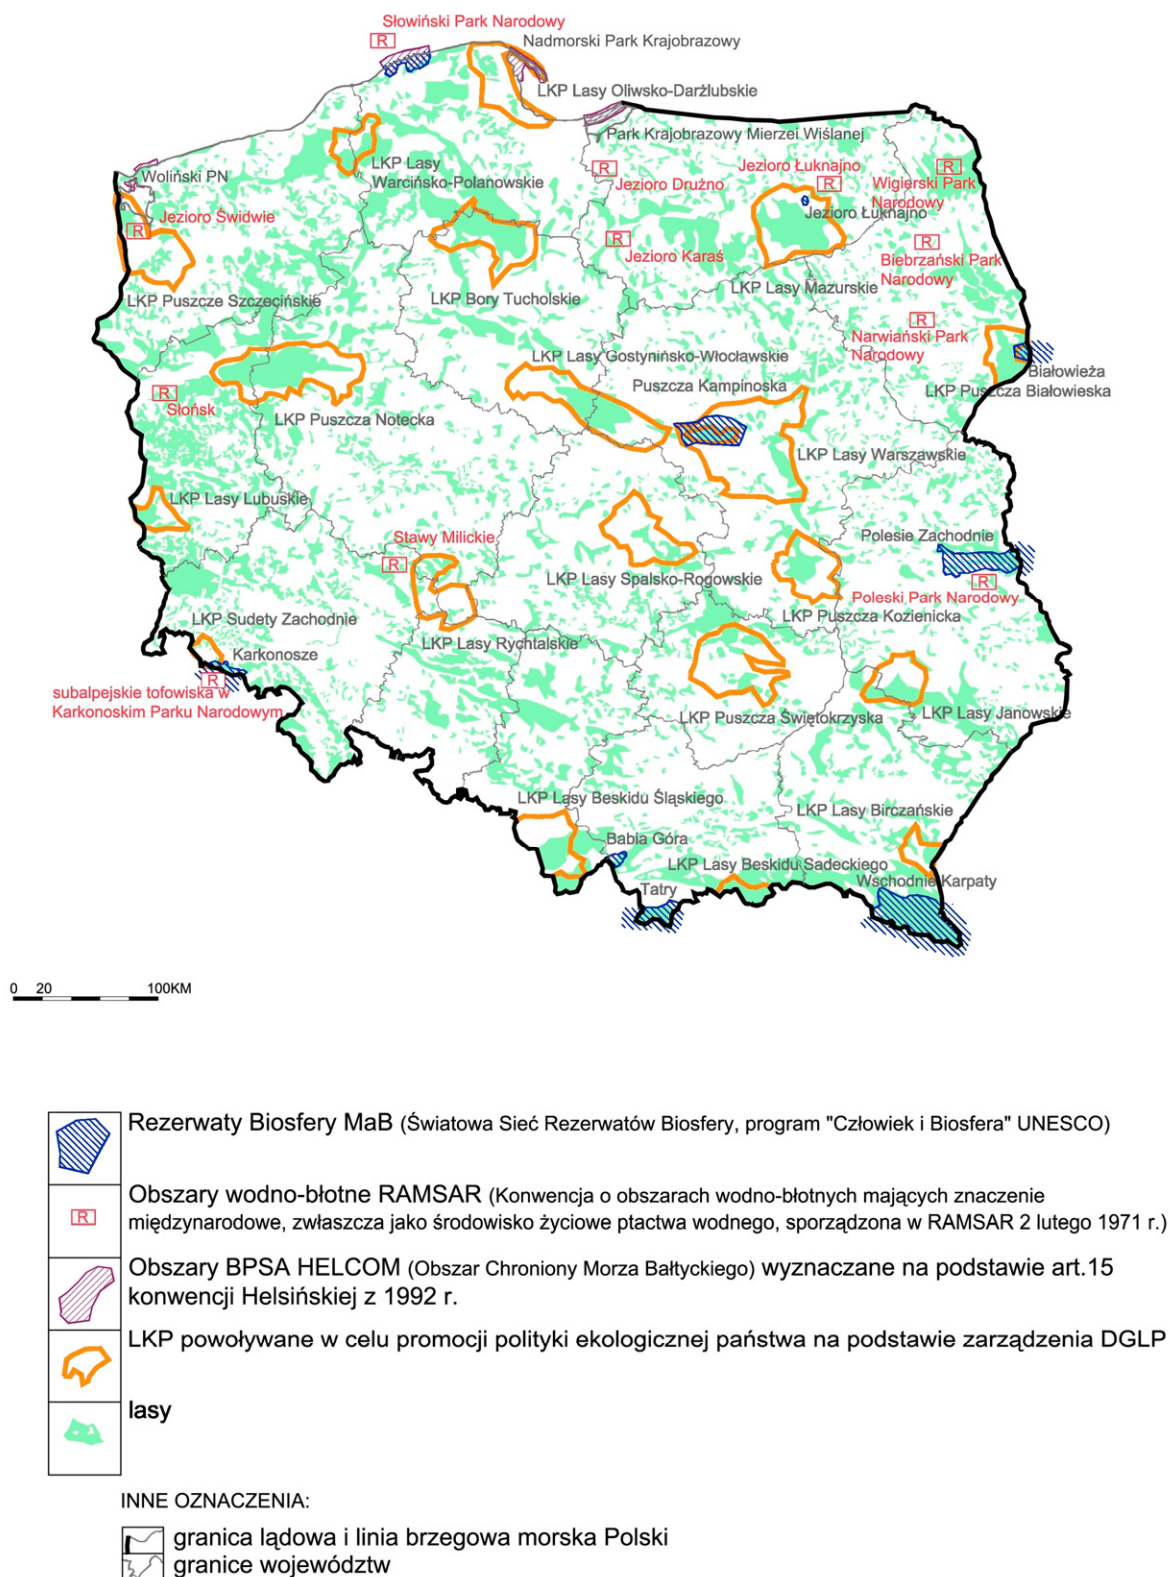 Słowiński Park Narodowy
R
Nadmorski Park Krajobrazowy
LKP Lasy Oliwsko-Darżlubskie
Park Krajobrazowy Mierzei Wiślanej
LKP Lasy
Warcińsko-Polanowskie
Woliński PN
R
Jezioro Drużno
Jezioro Łuknajno
R
Jezioro Łuknajno
R
Wigierski Park
Narodowy
Jezioro Świdwie
R
R
Jezioro Karaś
R
Biebrzański Park
Narodowy
LKP Puszcze Szczecińskie
LKP Bory Tucholskie
LKP Lasy Mazurskie
R
Narwiański Park
Narodowy
LKP Lasy Gostynińsko-Włocławskie
Puszcza Kampinoska
Białowieża
LKP Puszcza Białowieska
R
Słońsk
LKP Puszcza Notecka
LKP Lasy Warszawskie
LKP Lasy Lubuskie
Stawy Milickie
R
Polesie Zachodnie
R
Poleski Park Narodowy
LKP Lasy Spalsko-Rogowskie
LKP Puszcza Kozienicka
LKP Sudety Zachodnie
LKP Lasy Rychtalskie
Karkonosze
R
subalpejskie tofowiska w
Karkonoskim Parku Narodowym
LKP Puszcza Świętokrzyska
LKP Lasy Janowskie
LKP Lasy Beskidu Śląskiego
LKP Lasy Birczańskie
Babia Góra
LKP Lasy Beskidu Sadeckiego
Tatry
Wschodnie Karpaty
0 20 100KM
Rezerwaty Biosfery MaB (Światowa Sieć Rezerwatów Biosfery, program "Człowiek i Biosfera" UNESCO)
R
Obszary wodno-błotne RAMSAR (Konwencja o obszarach wodno-błotnych mających znaczenie
międzynarodowe, zwłaszcza jako środowisko życiowe ptactwa wodnego, sporządzona w RAMSAR 2 lutego 1971 r.)
Obszary BPSA HELCOM (Obszar Chroniony Morza Bałtyckiego) wyznaczane na podstawie art.15
konwencji Helsińskiej z 1992 r.
LKP powoływane w celu promocji polityki ekologicznej państwa na podstawie zarządzenia DGLP
lasy
INNE OZNACZENIA:
granica lądowa i linia brzegowa morska Polski
granice województw